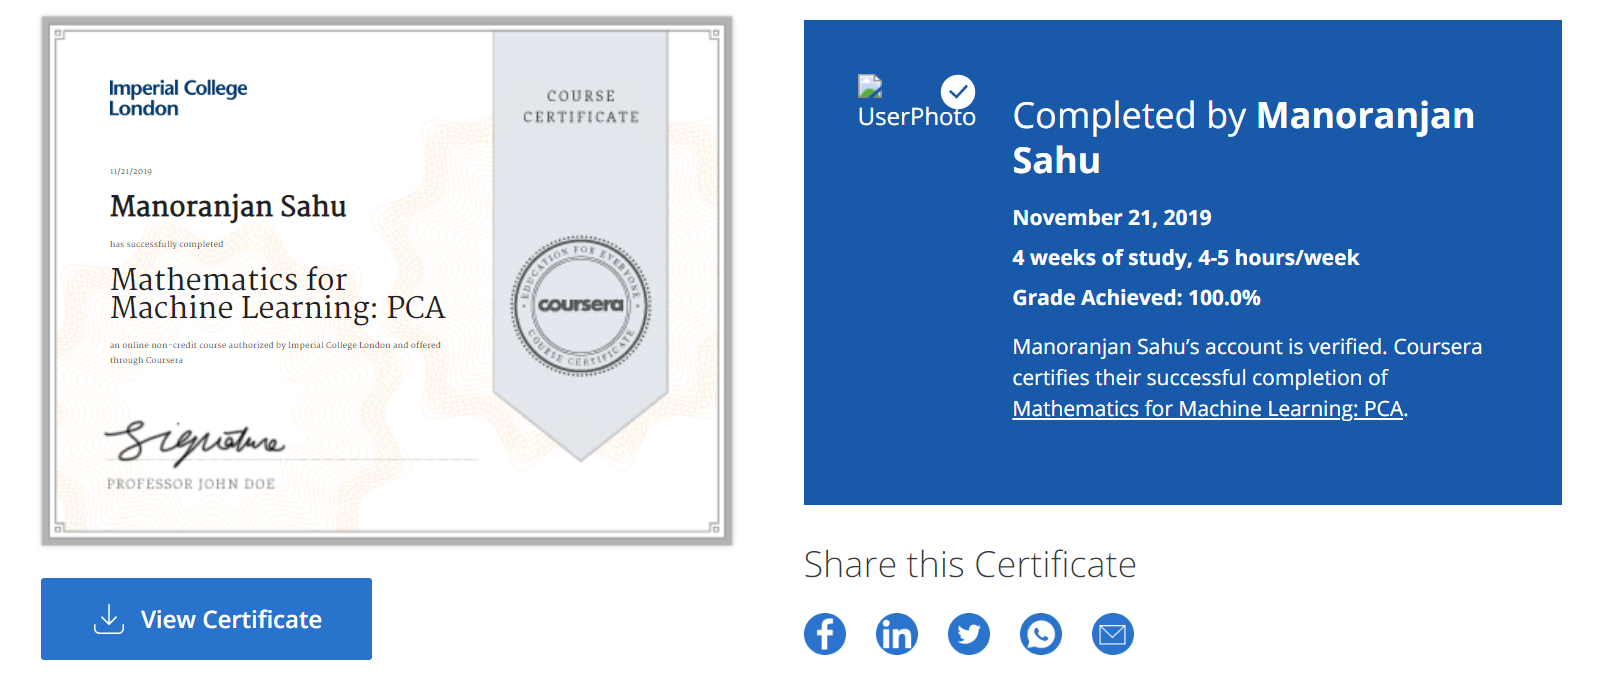 Imperial College
London
11/21/2019
Manoranjan Sahu
has successfully completed
Mathematics for
Machine Learning: PCA
an online non-credit course authorized by Imperial College London and offered
through Coursera
Signature
PROFESSOR JOHN DOE
COURSE
CERTIFICATE
EDUCATION FOR EVERYONE
coursera
COURSE CERTIFICATE
View Certificate
UserPhoto
Completed by Manoranjan
Sahu
November 21, 2019
4 weeks of study, 4-5 hours/week
Grade Achieved: 100.0%
Manoranjan Sahu’s account is verified. Coursera
certifies their successful completion of
Mathematics for Machine Learning: PCA.
Share this Certificate